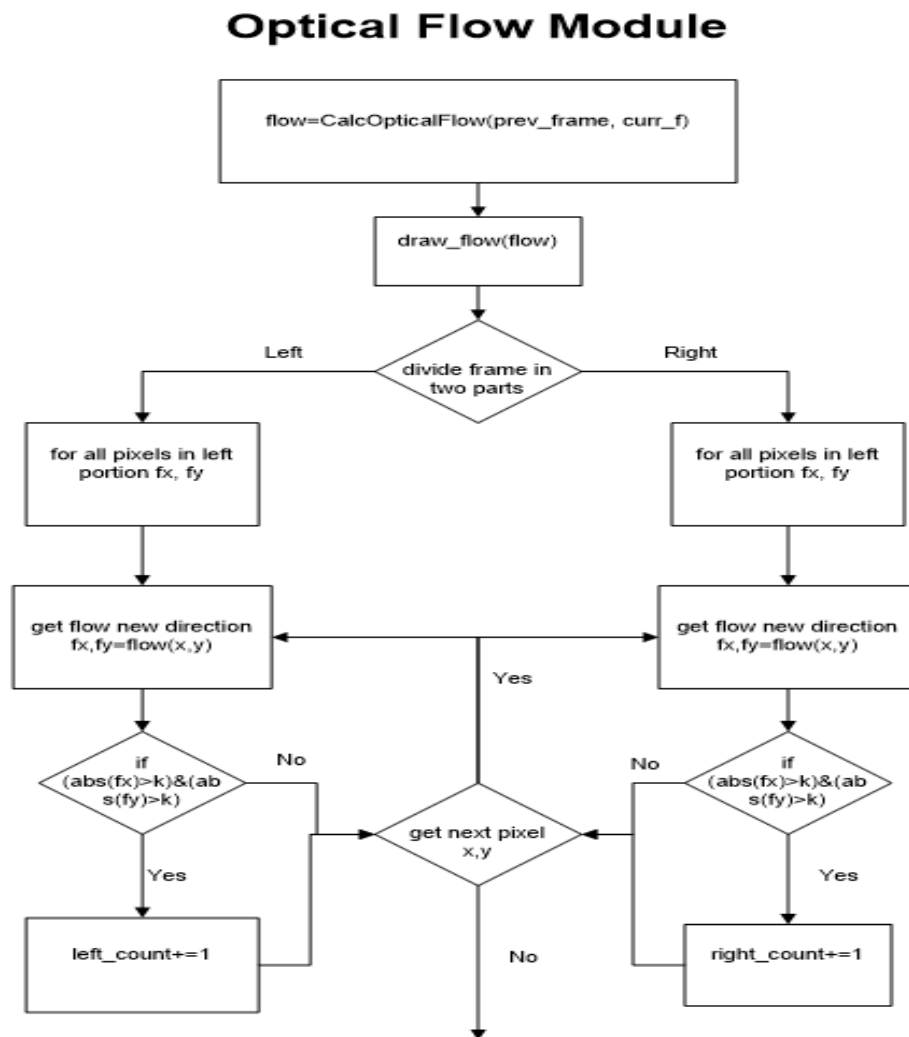 Optical Flow Module
flow=CalcOpticalFlow(prev_frame, curr_f)
draw_flow(flow)
Left
Right
divide frame in
two parts
for all pixels in left
portion fx, fy
for all pixels in left
portion fx, fy
get flow new direction
fx,fy=flow(x,y)
get flow new direction
fx,fy=flow(x,y)
Yes
if
(abs(fx)>k)&(ab
s(fy)>k)
No
No
if
(abs(fx)>k)&(ab
s(fy)>k)
get next pixel
x,y
Yes
Yes
left_count+=1
No
right_count+=1